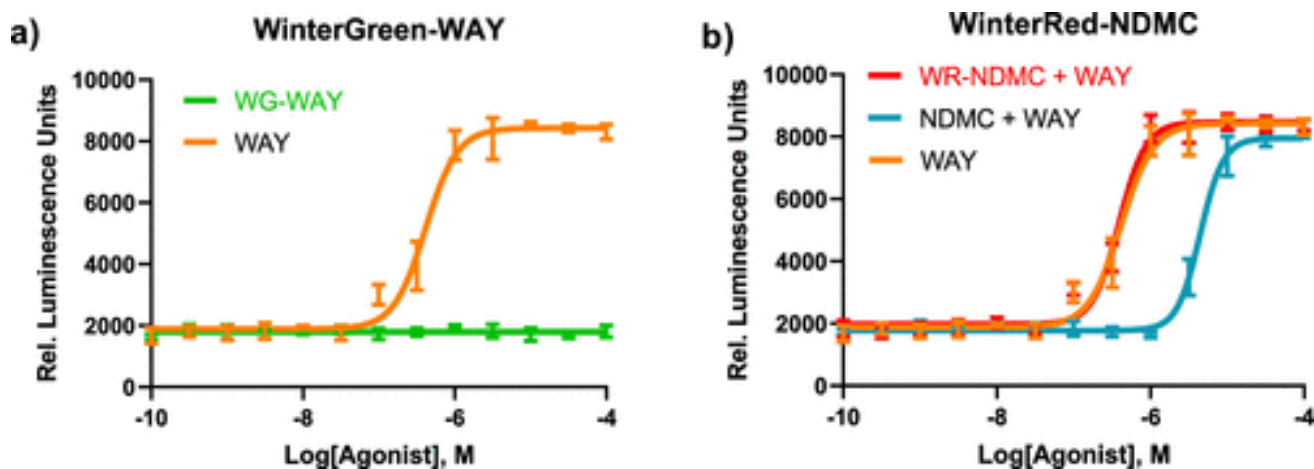 a)
WinterGreen-WAY
Rel. Luminescence Units
10000
8000
6000
4000
2000
0
WG-WAY
WAY
-10
-8
-6
-4
Log[Agonist], M
b)
WinterRed-NDMC
Rel. Luminescence Units
10000
8000
6000
4000
2000
0
WR-NDMC + WAY
NDMC + WAY
WAY
-10
-8
-6
-4
Log[Agonist], M